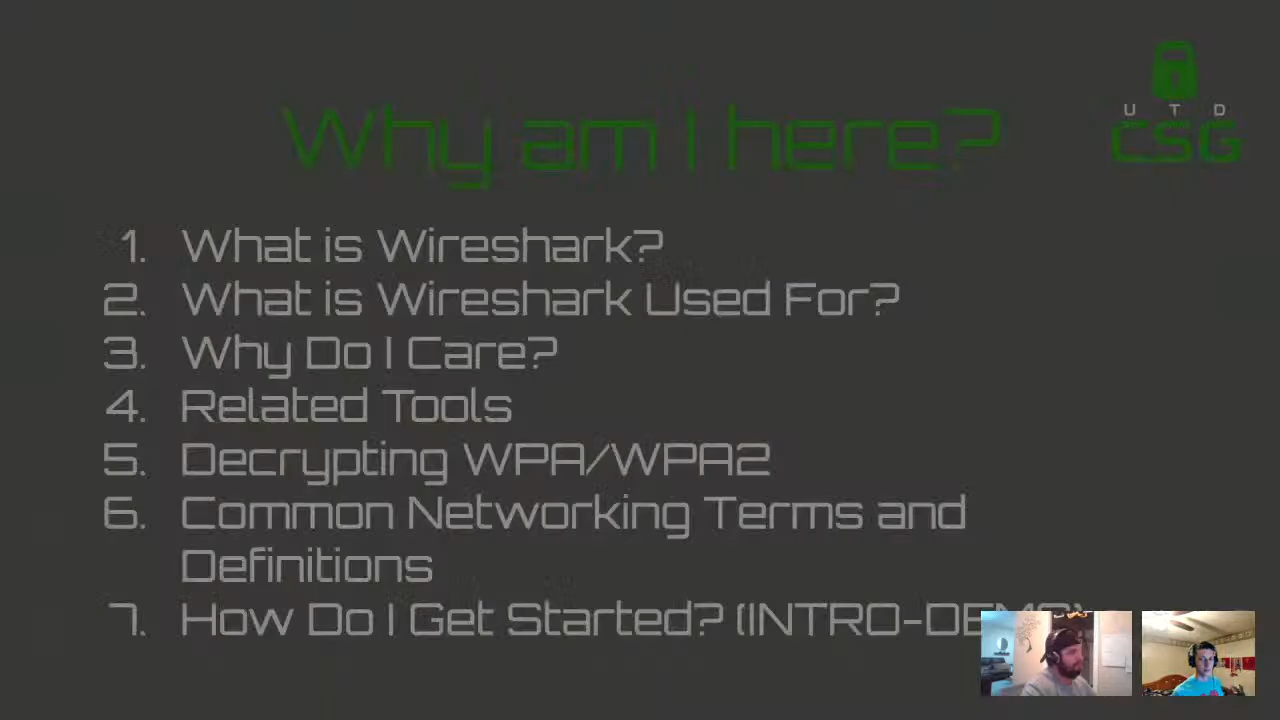 Why am I here?
U T D
CSG
1. What is Wireshark?
2. What is Wireshark Used For?
3. Why Do I Care?
4. Related Tools
5. Decrypting WPA/WPA2
6. Common Networking Terms and
Definitions
7. How Do I Get Started?